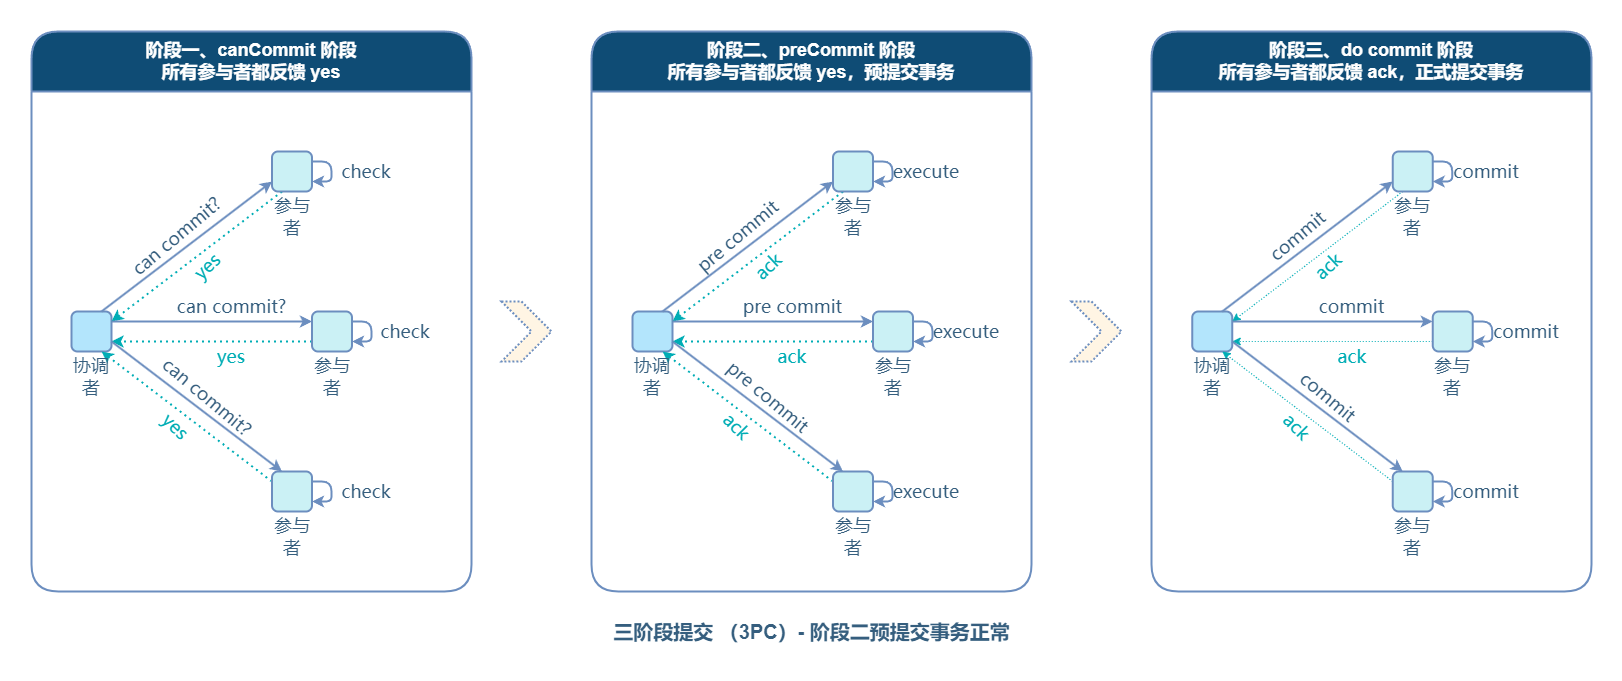 阶段一、canCommit 阶段
所有参与者都反馈 yes
check
参与
者
can commit?
yes
can commit?
check
yes
协调
者
参与
者
can commit?
yes
check
参与
者
阶段二、preCommit 阶段
所有参与者都反馈 yes，预提交事务
execute
参与
者
pre commit
ack
pre commit
execute
ack
协调
者
参与
者
pre commit
ack
execute
参与
者
阶段三、do commit 阶段
所有参与者都反馈 ack，正式提交事务
commit
参与
者
commit
ack
commit
commit
ack
协调
者
参与
者
commit
ack
commit
参与
者
三阶段提交 （3PC）- 阶段二预提交事务正常